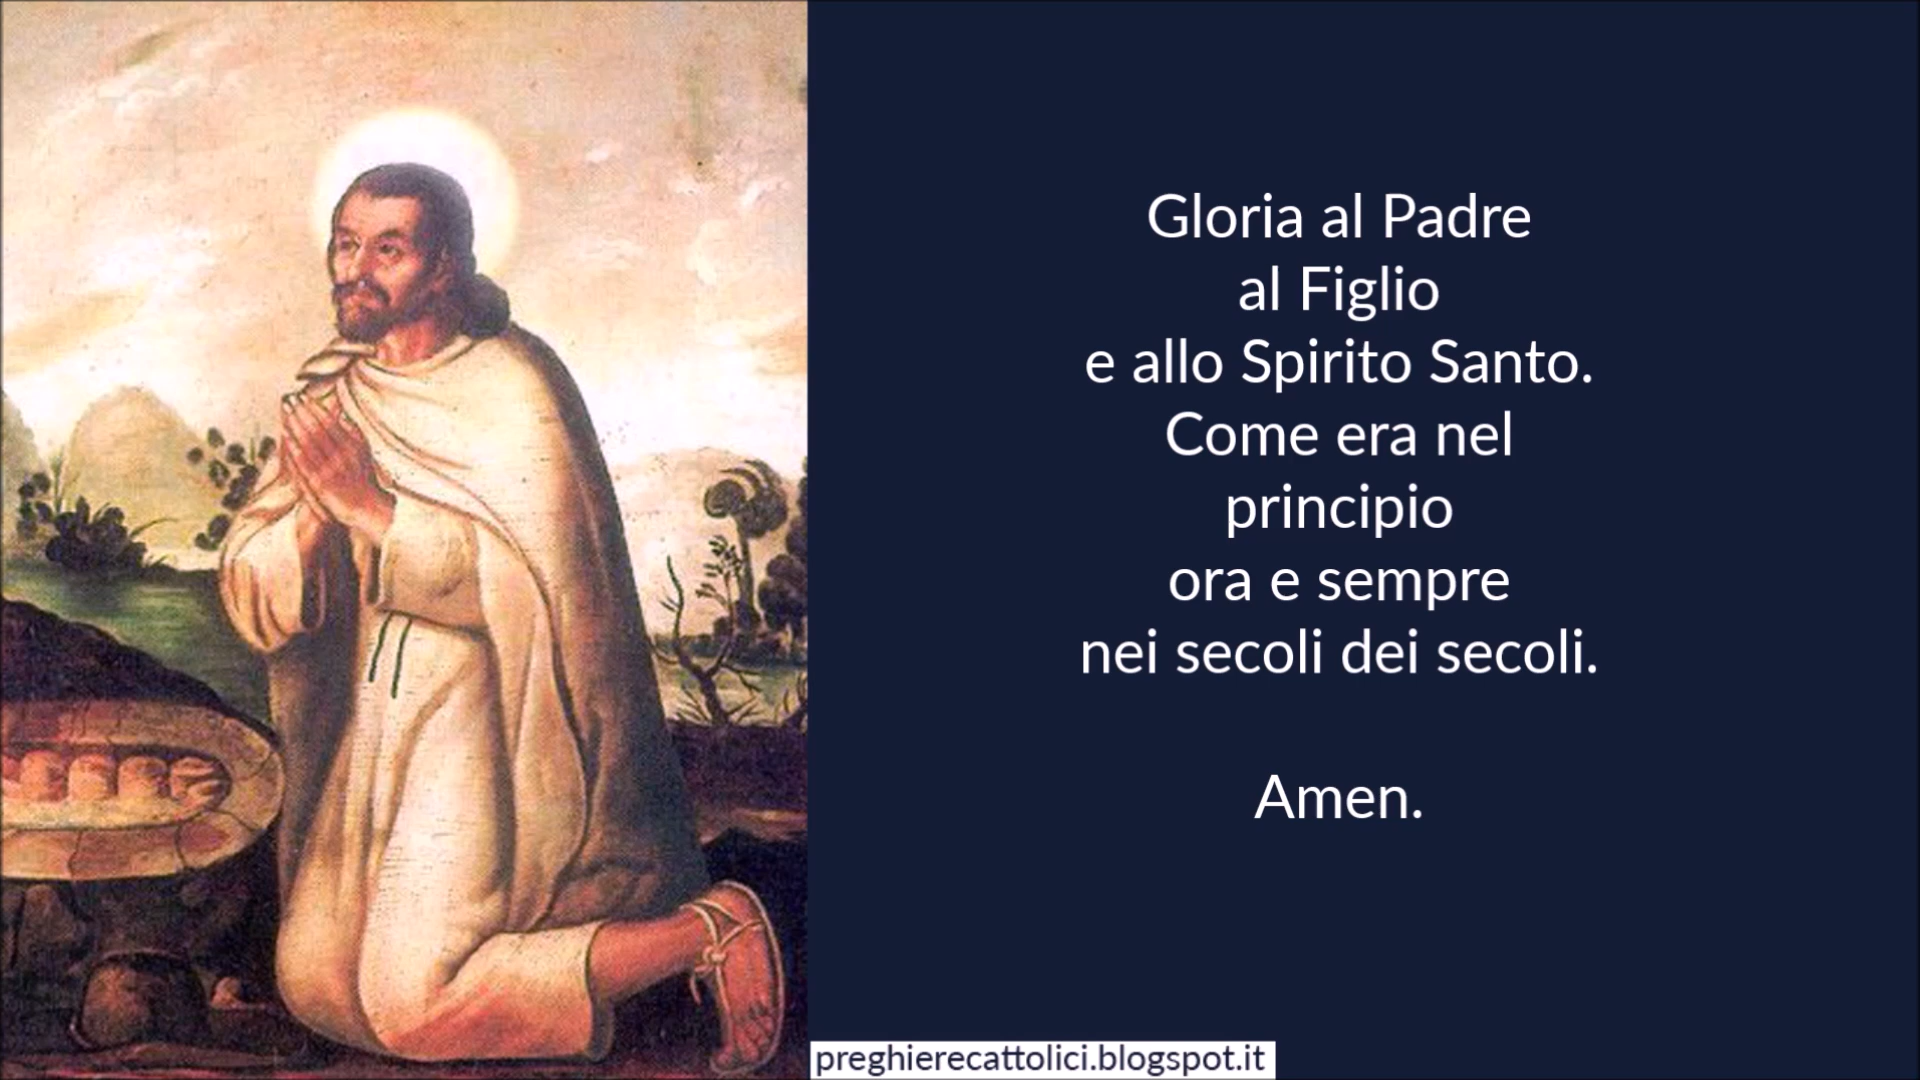 Gloria al Padre
al Figlio
e allo Spirito Santo.
Come era nel
principio
ora e sempre
nei secoli dei secoli.
Amen.
preghierecattolici.blogspot.it